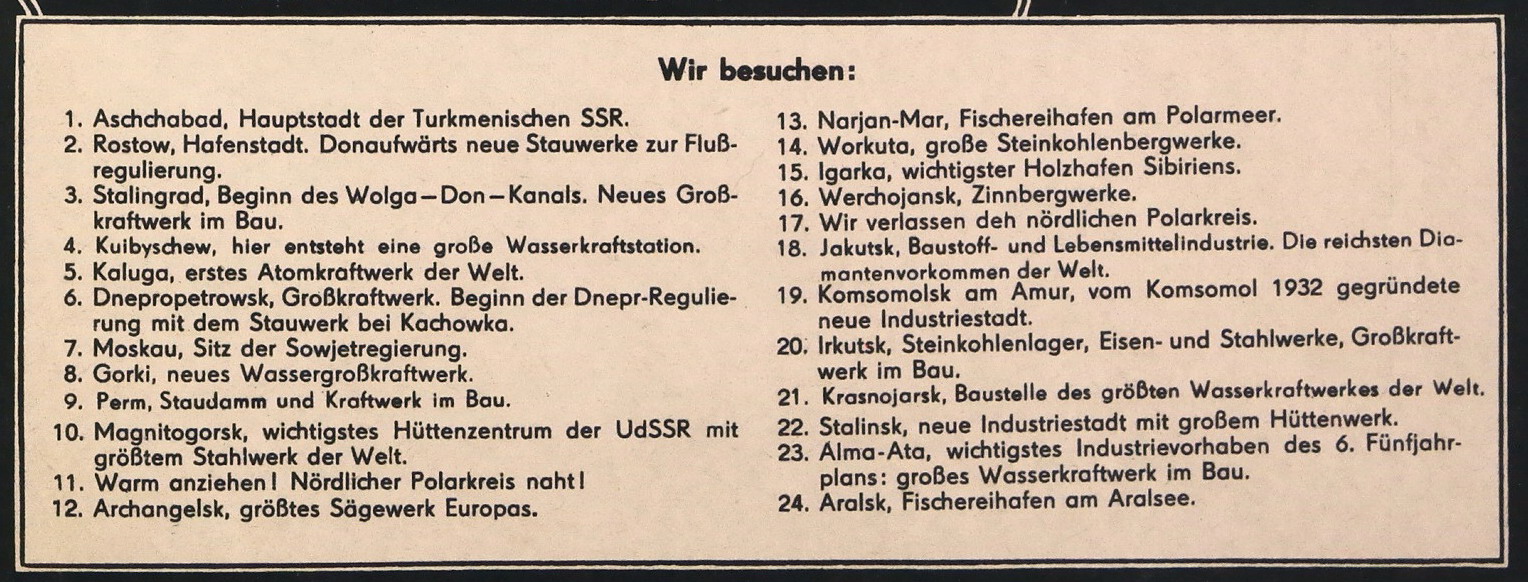 Wir besuchen:
1. Aschchabad, Hauptstadt der Turkmenischen SSR.
2. Rostow, Hafenstadt. Donaufwärts neue Stauwerke zur Fluß-
regulierung.
3. Stalingrad, Beginn des Wolga–Don–Kanals. Neues Groß-
kraftwerk im Bau.
4. Kuibyschew, hier entsteht eine große Wasserkraftstation.
5. Kaluga, erstes Atomkraftwerk der Welt.
6. Dnepropetrowsk, Großkraftwerk. Beginn der Dnepr-Regulie-
rung mit dem Stauwerk bei Kachowka.
7. Moskau, Sitz der Sowjetregierung.
8. Gorki, neues Wassergroßkraftwerk.
9. Perm, Staudamm und Kraftwerk im Bau.
10. Magnitogorsk, wichtigstes Hüttenzentrum der UdSSR mit
größtem Stahlwerk der Welt.
11. Warm anziehen! Nördlicher Polarkreis naht!
12. Archangelsk, größtes Sägewerk Europas.
13. Narjan-Mar, Fischereihafen am Polarmeer.
14. Workuta, große Steinkohlenbergwerke.
15. Igarka, wichtigster Holzhafen Sibiriens.
16. Werchojansk, Zinnbergwerke.
17. Wir verlassen deh nördlichen Polarkreis.
18. Jakutsk, Baustoff- und Lebensmittelindustrie. Die reichsten Dia-
mantenvorkommen der Welt.
19. Komsomolsk am Amur, vom Komsomol 1932 gegründete
neue Industriestadt.
20. Irkutsk, Steinkohlenlager, Eisen- und Stahlwerke, Großkraft-
werk im Bau.
21. Krasnojarsk, Baustelle des größten Wasserkraftwerkes der Welt.
22. Stalinsk, neue Industriestadt mit großem Hüttenwerk.
23. Alma-Ata, wichtigstes Industrievorhaben des 6. Fünfjahr-
plans: großes Wasserkraftwerk im Bau.
24. Aralsk, Fischereihafen am Aralsee.